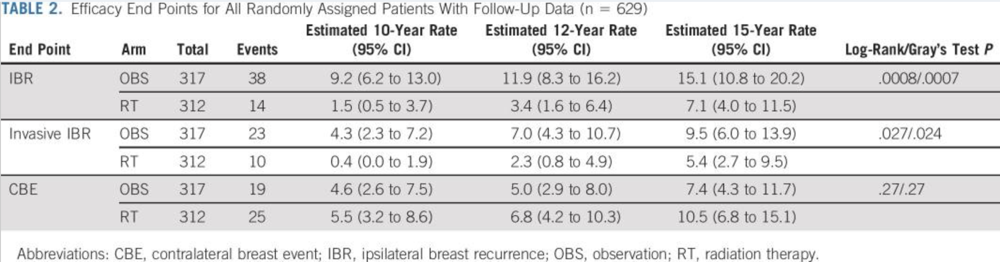 TABLE 2. Efficacy End Points for All Randomly Assigned Patients With Follow-Up Data (n = 629)
Estimated 10-Year Rate Estimated 12-Year Rate Estimated 15-Year Rate
End Point Arm Total Events (95% CI) (95% CI) (95% CI) Log-Rank/Gray's Test P
IBR OBS 317 38 9.2 (6.2 to 13.0) 11.9 (8.3 to 16.2) 15.1 (10.8 to 20.2) .0008/.0007
RT 312 14 1.5 (0.5 to 3.7) 3.4 (1.6 to 6.4) 7.1 (4.0 to 11.5)
Invasive IBR OBS 317 23 4.3 (2.3 to 7.2) 7.0 (4.3 to 10.7) 9.5 (6.0 to 13.9) .027/.024
RT 312 10 0.4 (0.0 to 1.9) 2.3 (0.8 to 4.9) 5.4 (2.7 to 9.5)
CBE OBS 317 19 4.6 (2.6 to 7.5) 5.0 (2.9 to 8.0) 7.4 (4.3 to 11.7) .27/.27
RT 312 25 5.5 (3.2 to 8.6) 6.8 (4.2 to 10.3) 10.5 (6.8 to 15.1)
Abbreviations: CBE, contralateral breast event; IBR, ipsilateral breast recurrence; OBS, observation; RT, radiation therapy.